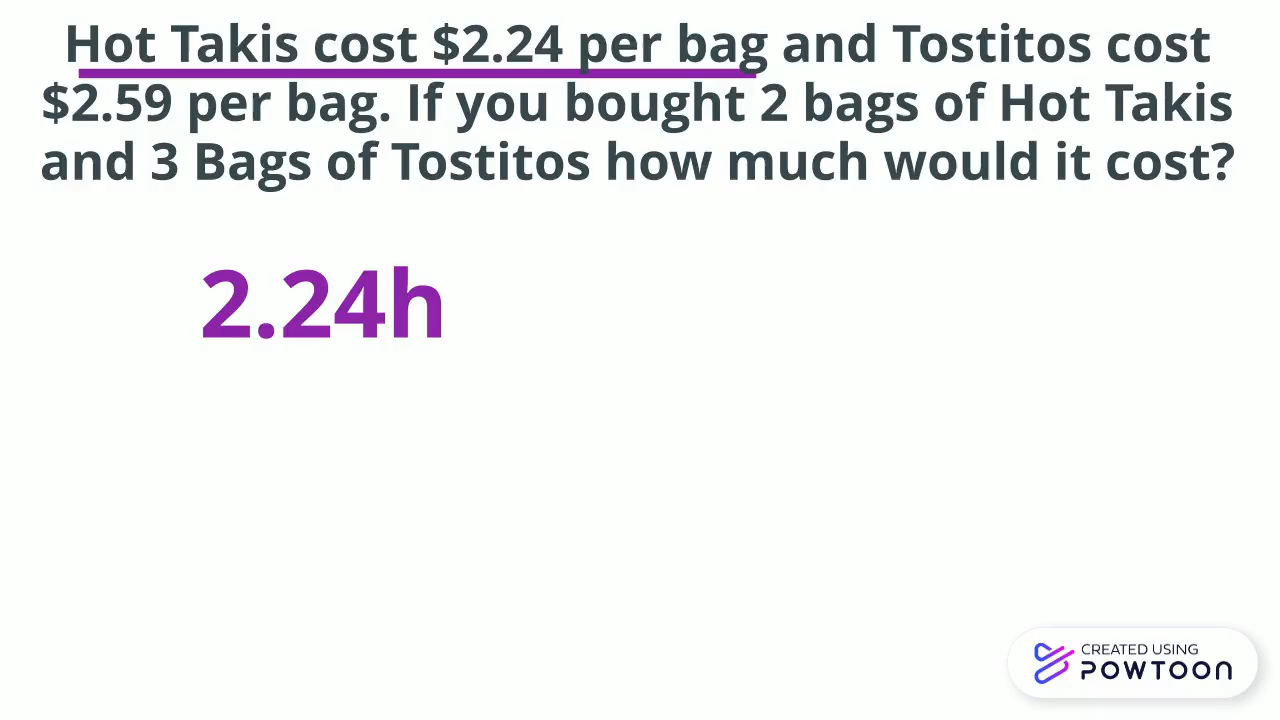 Hot Takis cost $2.24 per bag and Tostitos cost
$2.59 per bag. If you bought 2 bags of Hot Takis
and 3 Bags of Tostitos how much would it cost?
2.24h
CREATED USING
POWTOON